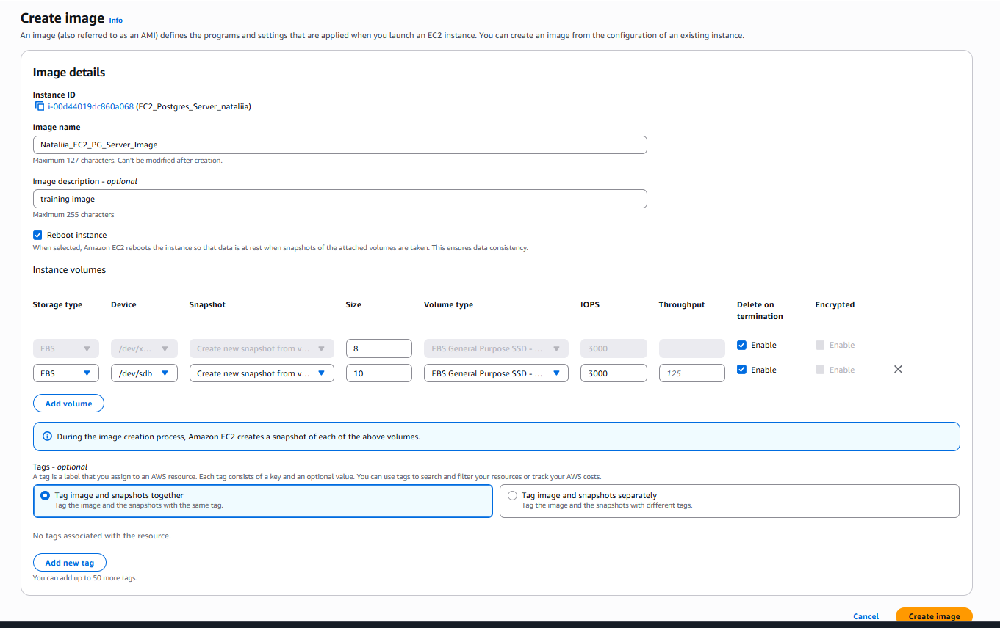 Create image Info
An image (also referred to as an AMI) defines the programs and settings that are applied when you launch an EC2 instance. You can create an image from the configuration of an existing instance.
Image details
Instance ID
i-00d44019dc860a068 (EC2_Postgres_Server_nataliia)
Image name
Nataliia_EC2_PG_Server_Image
Maximum 127 characters. Can't be modified after creation.
Image description - optional
training image
Maximum 255 characters
Reboot instance
When selected, Amazon EC2 reboots the instance so that data is at rest when snapshots of the attached volumes are taken. This ensures data consistency.
Instance volumes
Storage type Device Snapshot Size Volume type IOPS Throughput Delete on termination Encrypted
EBS /dev/x... Create new snapshot from v... 8 EBS General Purpose SSD - ... 3000 Enable Enable
EBS /dev/sdb Create new snapshot from v... 10 EBS General Purpose SSD - ... 3000 125 Enable Enable
Add volume
During the image creation process, Amazon EC2 creates a snapshot of each of the above volumes.
Tags - optional
A tag is a label that you assign to an AWS resource. Each tag consists of a key and an optional value. You can use tags to search and filter your resources or track your AWS costs.
Tag image and snapshots together
Tag the image and the snapshots with the same tag.
Tag image and snapshots separately
Tag the image and the snapshots with different tags.
No tags associated with the resource.
Add new tag
You can add up to 50 more tags.
Cancel Create image